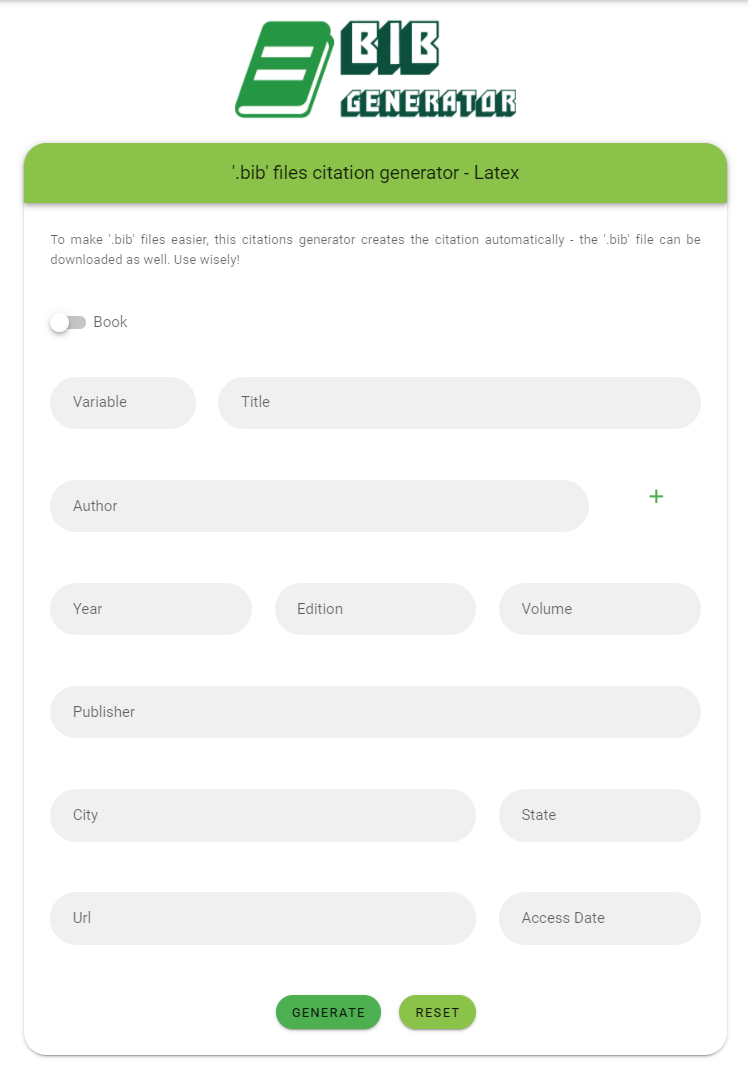 BIB
GENERATOR
'.bib' files citation generator - Latex
To make '.bib' files easier, this citations generator creates the citation automatically - the '.bib' file can be
downloaded as well. Use wisely!
Book
Variable Title
Author +
Year Edition Volume
Publisher
City State
Url Access Date
GENERATE RESET